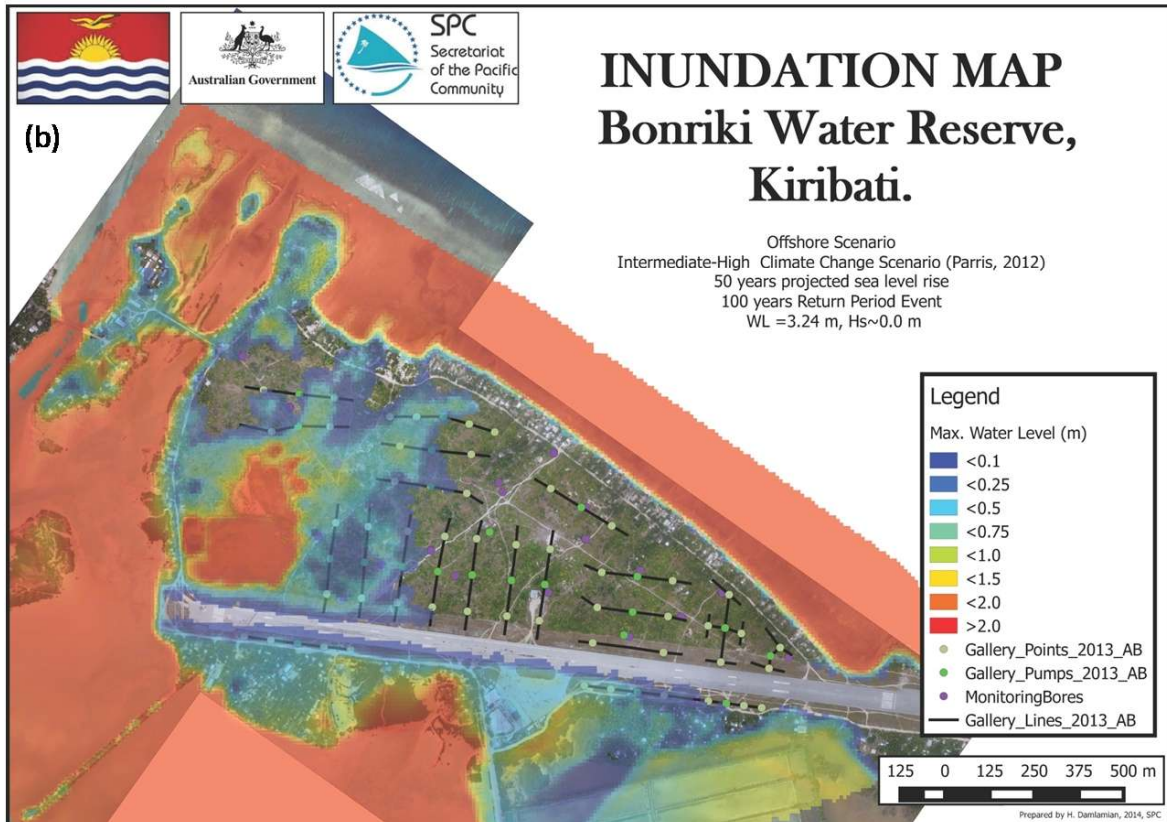 SPC
Secretariat
of the Pacific
Community
Australian Government
(b)
INUNDATION MAP
Bonriki Water Reserve,
Kiribati.
Offshore Scenario
Intermediate-High Climate Change Scenario (Parris, 2012)
50 years projected sea level rise
100 years Return Period Event
WL =3.24 m, Hs~0.0 m
Legend
Max. Water Level (m)
<0.1
<0.25
<0.5
<0.75
<1.0
<1.5
<2.0
>2.0
Gallery_Points_2013_AB
Gallery_Pumps_2013_AB
MonitoringBores
Gallery_Lines_2013_AB
125 0 125 250 375 500 m
Prepared by H. Damlamian, 2014, SPC